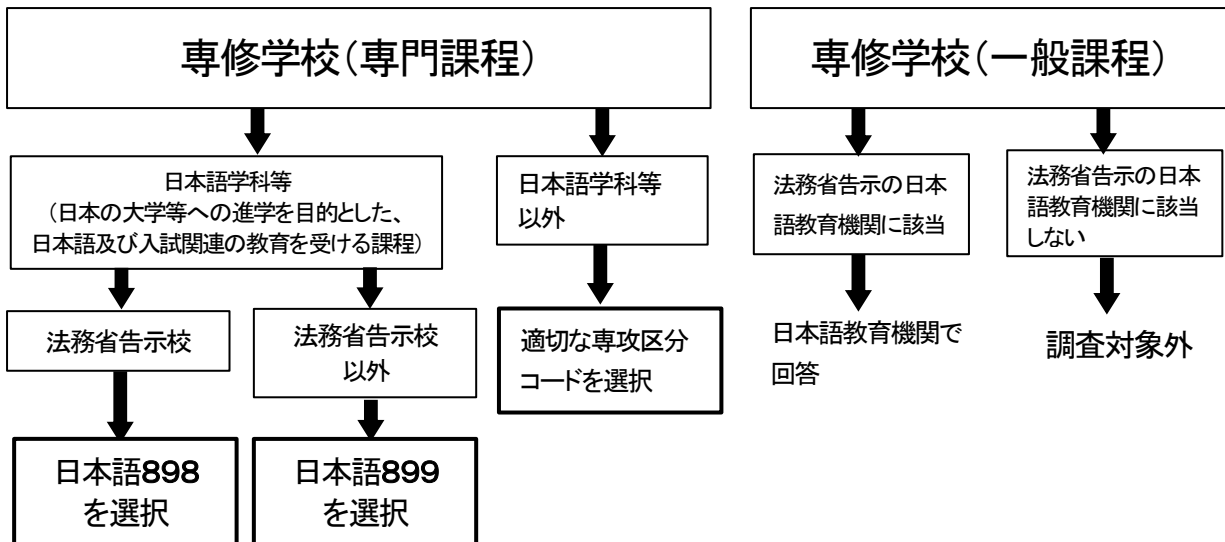 専修学校（専門課程）
専修学校（一般課程）
日本語学科等
（日本の大学等への進学を目的とした、
日本語及び入試関連の教育を受ける課程）
日本語学科等
以外
法務省告示の日本
語教育機関に該当
法務省告示の日本
語教育機関に該当
しない
法務省告示校
法務省告示校
以外
適切な専攻区分
コードを選択
日本語教育機関で
回答
調査対象外
日本語898
を選択
日本語899
を選択